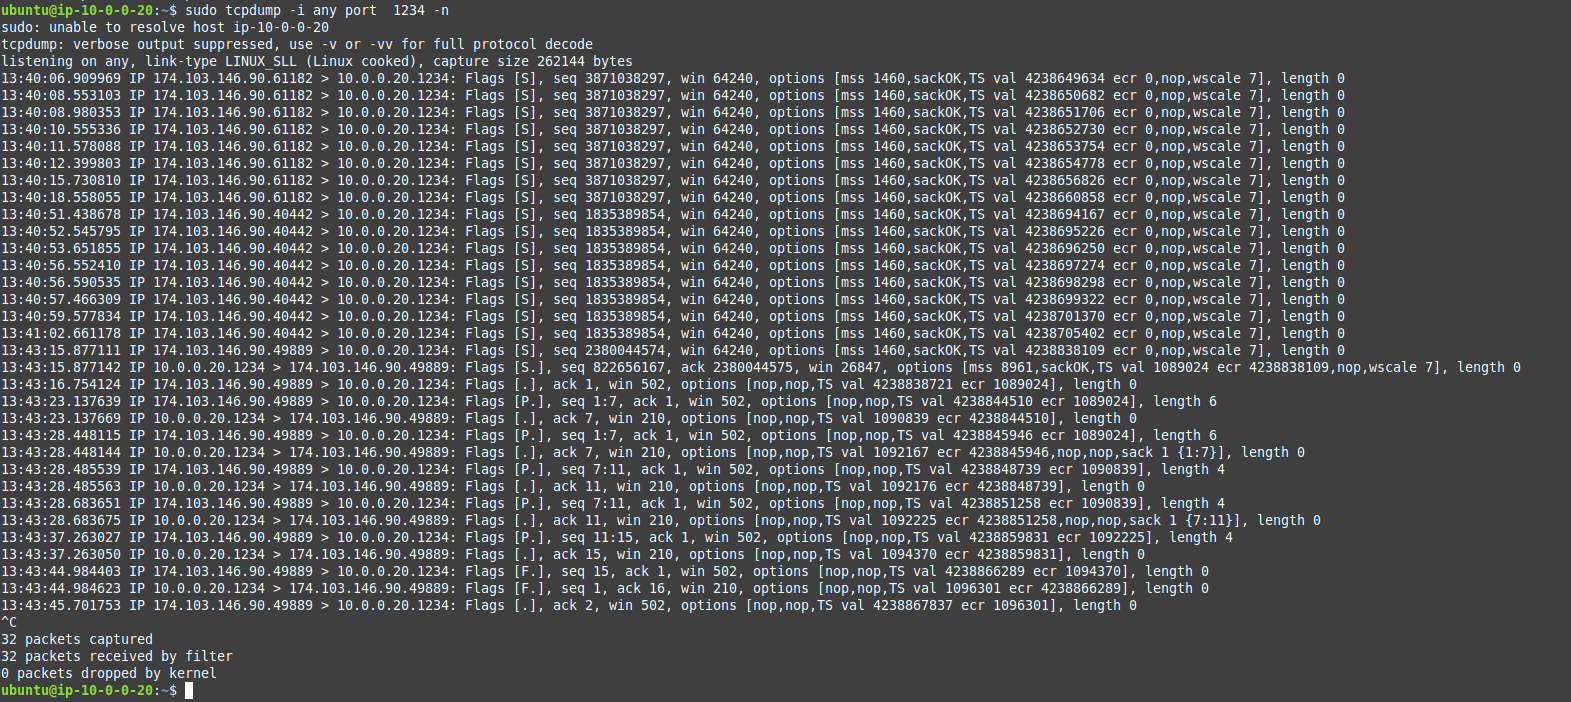 ubuntu@ip-10-0-0-20:~$ sudo tcpdump -i any port  1234 -n
sudo: unable to resolve host ip-10-0-0-20
tcpdump: verbose output suppressed, use -v or -vv for full protocol decode
listening on any, link-type LINUX_SLL (Linux cooked), capture size 262144 bytes
13:40:06.909969 IP 174.103.146.90.61182 > 10.0.0.20.1234: Flags [S], seq 3871038297, win 64240, options [mss 1460,sackOK,TS val 4238649634 ecr 0,nop,wscale 7], length 0
13:40:08.553103 IP 174.103.146.90.61182 > 10.0.0.20.1234: Flags [S], seq 3871038297, win 64240, options [mss 1460,sackOK,TS val 4238650682 ecr 0,nop,wscale 7], length 0
13:40:08.980353 IP 174.103.146.90.61182 > 10.0.0.20.1234: Flags [S], seq 3871038297, win 64240, options [mss 1460,sackOK,TS val 4238651706 ecr 0,nop,wscale 7], length 0
13:40:10.555336 IP 174.103.146.90.61182 > 10.0.0.20.1234: Flags [S], seq 3871038297, win 64240, options [mss 1460,sackOK,TS val 4238652730 ecr 0,nop,wscale 7], length 0
13:40:11.578088 IP 174.103.146.90.61182 > 10.0.0.20.1234: Flags [S], seq 3871038297, win 64240, options [mss 1460,sackOK,TS val 4238653754 ecr 0,nop,wscale 7], length 0
13:40:12.399803 IP 174.103.146.90.61182 > 10.0.0.20.1234: Flags [S], seq 3871038297, win 64240, options [mss 1460,sackOK,TS val 4238654778 ecr 0,nop,wscale 7], length 0
13:40:15.730810 IP 174.103.146.90.61182 > 10.0.0.20.1234: Flags [S], seq 3871038297, win 64240, options [mss 1460,sackOK,TS val 4238656826 ecr 0,nop,wscale 7], length 0
13:40:18.558055 IP 174.103.146.90.61182 > 10.0.0.20.1234: Flags [S], seq 3871038297, win 64240, options [mss 1460,sackOK,TS val 4238660858 ecr 0,nop,wscale 7], length 0
13:40:51.438678 IP 174.103.146.90.40442 > 10.0.0.20.1234: Flags [S], seq 1835389854, win 64240, options [mss 1460,sackOK,TS val 4238694167 ecr 0,nop,wscale 7], length 0
13:40:52.545795 IP 174.103.146.90.40442 > 10.0.0.20.1234: Flags [S], seq 1835389854, win 64240, options [mss 1460,sackOK,TS val 4238695226 ecr 0,nop,wscale 7], length 0
13:40:53.651855 IP 174.103.146.90.40442 > 10.0.0.20.1234: Flags [S], seq 1835389854, win 64240, options [mss 1460,sackOK,TS val 4238696250 ecr 0,nop,wscale 7], length 0
13:40:56.552410 IP 174.103.146.90.40442 > 10.0.0.20.1234: Flags [S], seq 1835389854, win 64240, options [mss 1460,sackOK,TS val 4238697274 ecr 0,nop,wscale 7], length 0
13:40:56.590535 IP 174.103.146.90.40442 > 10.0.0.20.1234: Flags [S], seq 1835389854, win 64240, options [mss 1460,sackOK,TS val 4238698298 ecr 0,nop,wscale 7], length 0
13:40:57.466309 IP 174.103.146.90.40442 > 10.0.0.20.1234: Flags [S], seq 1835389854, win 64240, options [mss 1460,sackOK,TS val 4238699322 ecr 0,nop,wscale 7], length 0
13:40:59.577834 IP 174.103.146.90.40442 > 10.0.0.20.1234: Flags [S], seq 1835389854, win 64240, options [mss 1460,sackOK,TS val 4238701370 ecr 0,nop,wscale 7], length 0
13:41:02.661178 IP 174.103.146.90.40442 > 10.0.0.20.1234: Flags [S], seq 1835389854, win 64240, options [mss 1460,sackOK,TS val 4238705402 ecr 0,nop,wscale 7], length 0
13:43:15.877111 IP 174.103.146.90.49889 > 10.0.0.20.1234: Flags [S], seq 2380044574, win 64240, options [mss 1460,sackOK,TS val 4238838109 ecr 0,nop,wscale 7], length 0
13:43:15.877142 IP 10.0.0.20.1234 > 174.103.146.90.49889: Flags [S.], seq 822656167, ack 2380044575, win 26847, options [mss 8961,sackOK,TS val 1089024 ecr 4238838109,nop,wscale 7], length 0
13:43:16.754124 IP 174.103.146.90.49889 > 10.0.0.20.1234: Flags [.], ack 1, win 502, options [nop,nop,TS val 4238838721 ecr 1089024], length 0
13:43:23.137639 IP 174.103.146.90.49889 > 10.0.0.20.1234: Flags [P.], seq 1:7, ack 1, win 502, options [nop,nop,TS val 4238844510 ecr 1089024], length 6
13:43:23.137669 IP 10.0.0.20.1234 > 174.103.146.90.49889: Flags [.], ack 7, win 210, options [nop,nop,TS val 1090839 ecr 4238844510], length 0
13:43:28.448115 IP 174.103.146.90.49889 > 10.0.0.20.1234: Flags [P.], seq 1:7, ack 1, win 502, options [nop,nop,TS val 4238845946 ecr 1089024], length 6
13:43:28.448144 IP 10.0.0.20.1234 > 174.103.146.90.49889: Flags [.], ack 7, win 210, options [nop,nop,TS val 1092167 ecr 4238845946,nop,nop,sack 1 {1:7}], length 0
13:43:28.485539 IP 174.103.146.90.49889 > 10.0.0.20.1234: Flags [P.], seq 7:11, ack 1, win 502, options [nop,nop,TS val 4238848739 ecr 1090839], length 4
13:43:28.485563 IP 10.0.0.20.1234 > 174.103.146.90.49889: Flags [.], ack 11, win 210, options [nop,nop,TS val 1092176 ecr 4238848739], length 0
13:43:28.683651 IP 174.103.146.90.49889 > 10.0.0.20.1234: Flags [P.], seq 7:11, ack 1, win 502, options [nop,nop,TS val 4238851258 ecr 1090839], length 4
13:43:28.683675 IP 10.0.0.20.1234 > 174.103.146.90.49889: Flags [.], ack 11, win 210, options [nop,nop,TS val 1092225 ecr 4238851258,nop,nop,sack 1 {7:11}], length 0
13:43:37.263027 IP 174.103.146.90.49889 > 10.0.0.20.1234: Flags [P.], seq 11:15, ack 1, win 502, options [nop,nop,TS val 4238859831 ecr 1092225], length 4
13:43:37.263050 IP 10.0.0.20.1234 > 174.103.146.90.49889: Flags [.], ack 15, win 210, options [nop,nop,TS val 1094370 ecr 4238859831], length 0
13:43:44.984403 IP 174.103.146.90.49889 > 10.0.0.20.1234: Flags [F.], seq 15, ack 1, win 502, options [nop,nop,TS val 4238866289 ecr 1094370], length 0
13:43:44.984623 IP 10.0.0.20.1234 > 174.103.146.90.49889: Flags [F.], seq 1, ack 16, win 210, options [nop,nop,TS val 1096301 ecr 4238866289], length 0
13:43:45.701753 IP 174.103.146.90.49889 > 10.0.0.20.1234: Flags [.], ack 2, win 502, options [nop,nop,TS val 4238867837 ecr 1096301], length 0
^C
32 packets captured
32 packets received by filter
0 packets dropped by kernel
ubuntu@ip-10-0-0-20:~$